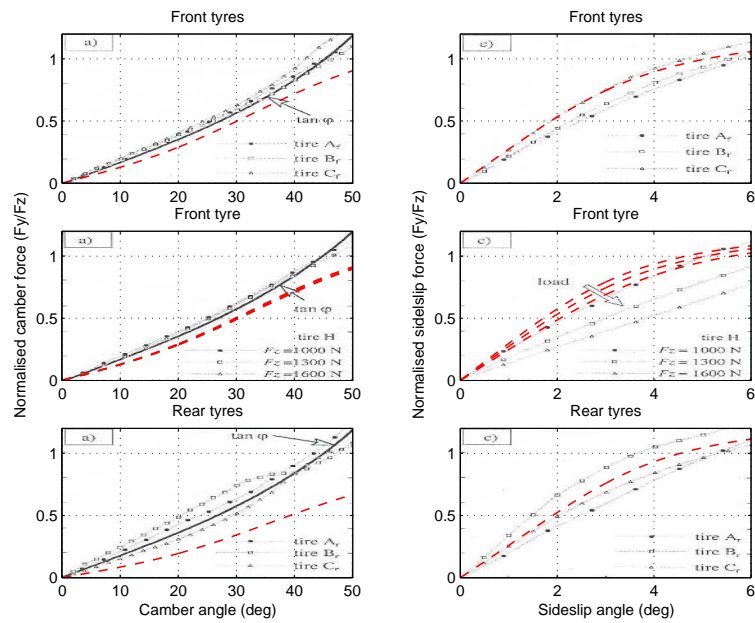 Front tyres
Front tyres
a)
c)
1
0.5
0
tan φ
tire A_f
tire B_f
tire C_f
0 10 20 30 40 50
1
0.5
0
tire A_f
tire B_f
tire C_f
0 2 4 6
Front tyre
Front tyre
a)
c)
1
0.5
0
tan φ
tire H
Fz=1000 N
Fz=1300 N
Fz=1600 N
0 10 20 30 40 50
1
0.5
0
load
tire H
Fz = 1000 N
Fz = 1300 N
Fz = 1600 N
0 2 4 6
Rear tyres
Rear tyres
a)
c)
1
0.5
0
tan φ
tire A_r
tire B_r
tire C_r
0 10 20 30 40 50
1
0.5
0
tire A_r
tire B_r
tire C_r
0 2 4 6
Camber angle (deg)
Sideslip angle (deg)
Normalised camber force (Fy/Fz)
Normalised sidelslip force (Fy/Fz)